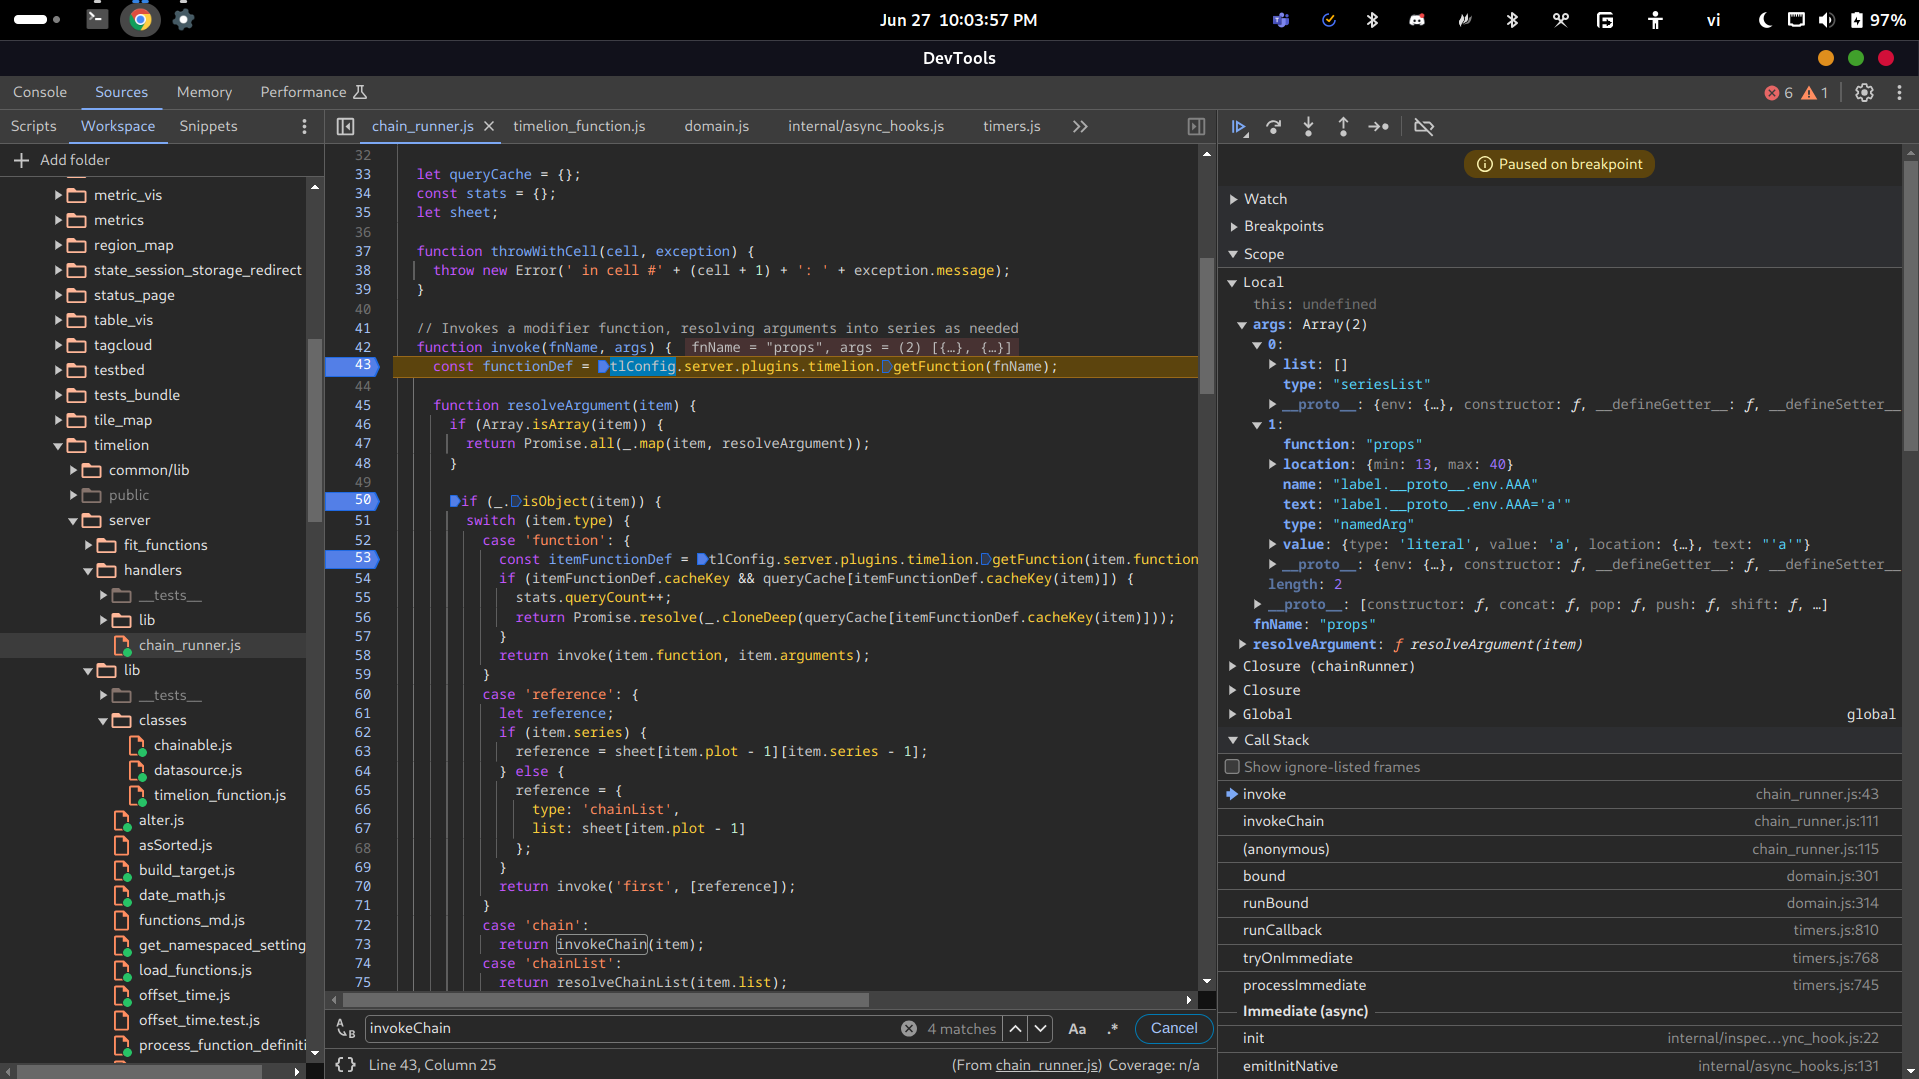 Jun 27 10:03:57 PM
vi
97%
DevTools
Console Sources Memory Performance
6 1
Scripts Workspace Snippets
chain_runner.js timelion_function.js domain.js internal/async_hooks.js timers.js
Add folder
metric_vis
metrics
region_map
state_session_storage_redirect
status_page
table_vis
tagcloud
testbed
tests_bundle
tile_map
timelion
common/lib
public
server
fit_functions
handlers
__tests__
lib
chain_runner.js
lib
__tests__
classes
chainable.js
datasource.js
timelion_function.js
alter.js
asSorted.js
build_target.js
date_math.js
functions_md.js
get_namespaced_setting
load_functions.js
offset_time.js
offset_time.test.js
process_function_definiti
32
33 let queryCache = {};
34 const stats = {};
35 let sheet;
36
37 function throwWithCell(cell, exception) {
38 throw new Error(' in cell #' + (cell + 1) + ': ' + exception.message);
39 }
40
41 // Invokes a modifier function, resolving arguments into series as needed
42 function invoke(fnName, args) { fnName = "props", args = (2) [{…}, {…}]
43 const functionDef = tlConfig.server.plugins.timelion.getFunction(fnName);
44
45 function resolveArgument(item) {
46 if (Array.isArray(item)) {
47 return Promise.all(_.map(item, resolveArgument));
48 }
49
50 if (_.isObject(item)) {
51 switch (item.type) {
52 case 'function': {
53 const itemFunctionDef = tlConfig.server.plugins.timelion.getFunction(item.function
54 if (itemFunctionDef.cacheKey && queryCache[itemFunctionDef.cacheKey(item)]) {
55 stats.queryCount++;
56 return Promise.resolve(_.cloneDeep(queryCache[itemFunctionDef.cacheKey(item)]));
57 }
58 return invoke(item.function, item.arguments);
59 }
60 case 'reference': {
61 let reference;
62 if (item.series) {
63 reference = sheet[item.plot - 1][item.series - 1];
64 } else {
65 reference = {
66 type: 'chainList',
67 list: sheet[item.plot - 1]
68 };
69 }
70 return invoke('first', [reference]);
71 }
72 case 'chain':
73 return invokeChain(item);
74 case 'chainList':
75 return resolveChainList(item.list);
A B invokeChain 4 matches Aa .* Cancel
{} Line 43, Column 25 (From chain_runner.js) Coverage: n/a
Paused on breakpoint
Watch
Breakpoints
Scope
Local
this: undefined
args: Array(2)
0:
list: []
type: "seriesList"
__proto__: {env: {…}, constructor: ƒ, __defineGetter__: ƒ, __defineSetter__
1:
function: "props"
location: {min: 13, max: 40}
name: "label.__proto__.env.AAA"
text: "label.__proto__.env.AAA='a'"
type: "namedArg"
value: {type: 'literal', value: 'a', location: {…}, text: "'a'"}
__proto__: {env: {…}, constructor: ƒ, __defineGetter__: ƒ, __defineSetter__
length: 2
__proto__: [constructor: ƒ, concat: ƒ, pop: ƒ, push: ƒ, shift: ƒ, …]
fnName: "props"
resolveArgument: ƒ resolveArgument(item)
Closure (chainRunner)
Closure
Global global
Call Stack
Show ignore-listed frames
invoke chain_runner.js:43
invokeChain chain_runner.js:111
(anonymous) chain_runner.js:115
bound domain.js:301
runBound domain.js:314
runCallback timers.js:810
tryOnImmediate timers.js:768
processImmediate timers.js:745
Immediate (async)
init internal/inspec…ync_hook.js:22
emitInitNative internal/async_hooks.js:131